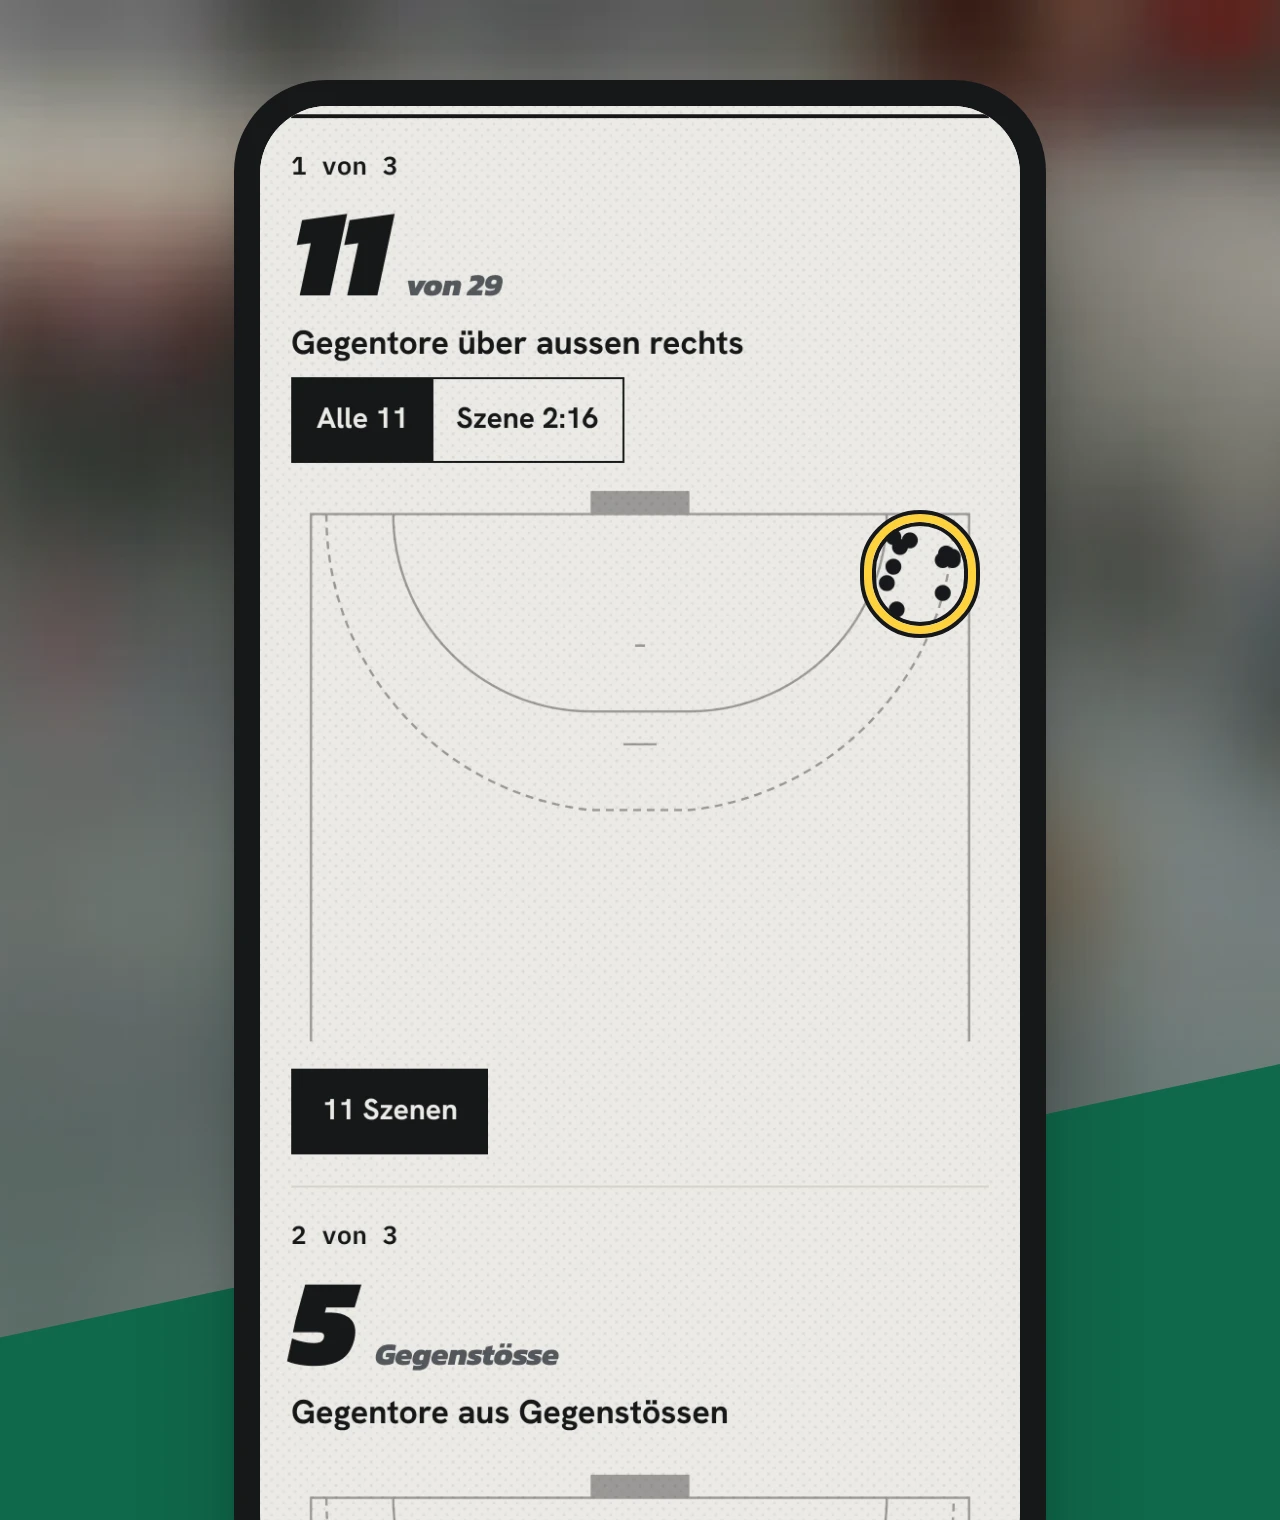 1 von 3
11 von 29
Gegentore über aussen rechts
Alle 11 Szene 2:16
11 Szenen
2 von 3
5 Gegenstösse
Gegentore aus Gegenstössen